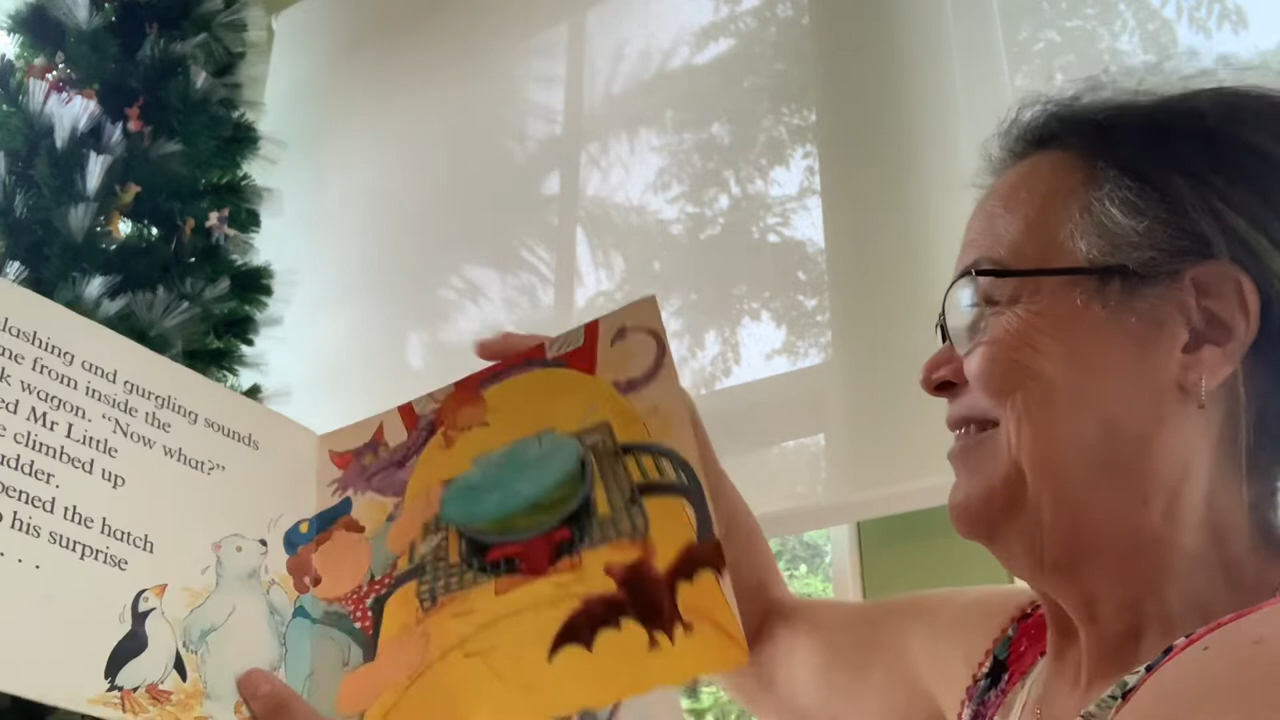 lashing and gurgling sounds
me from inside the
k wagon. “Now what?”
ed Mr Little
e climbed up
adder.
pened the hatch
o his surprise
. . .